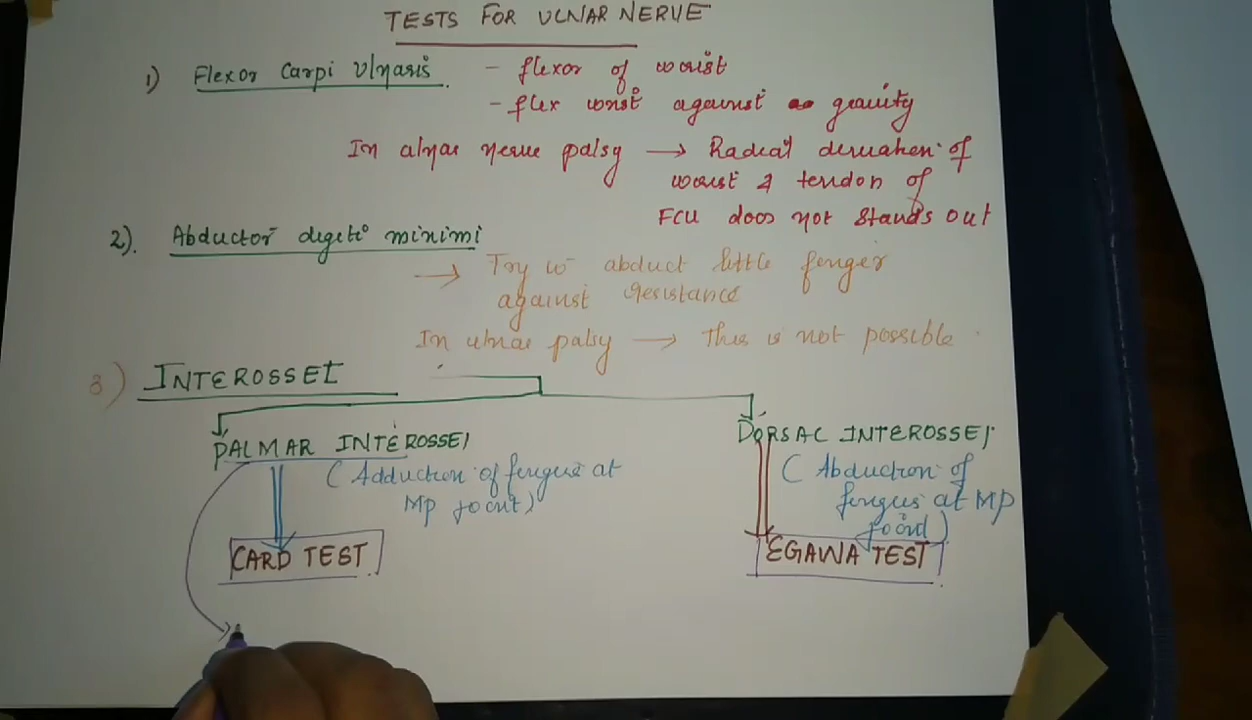 TESTS FOR ULNAR NERVE
1) Flexor Carpi Ulnaris - flexor of wrist
- flex wrist against gravity
In ulnar nerve palsy → Radial deviation of
wrist & tendon of
FCU does not stands out
2). Abductor digiti minimi
→ Try to abduct little finger
against resistance
In ulnar palsy → This is not possible
3) INTEROSSEI
PALMAR INTEROSSEI
(Adduction of finger at
MP joint)
CARD TEST
DORSAL INTEROSSEI
(Abduction of
fingers at MP
joint)
EGAWA TEST